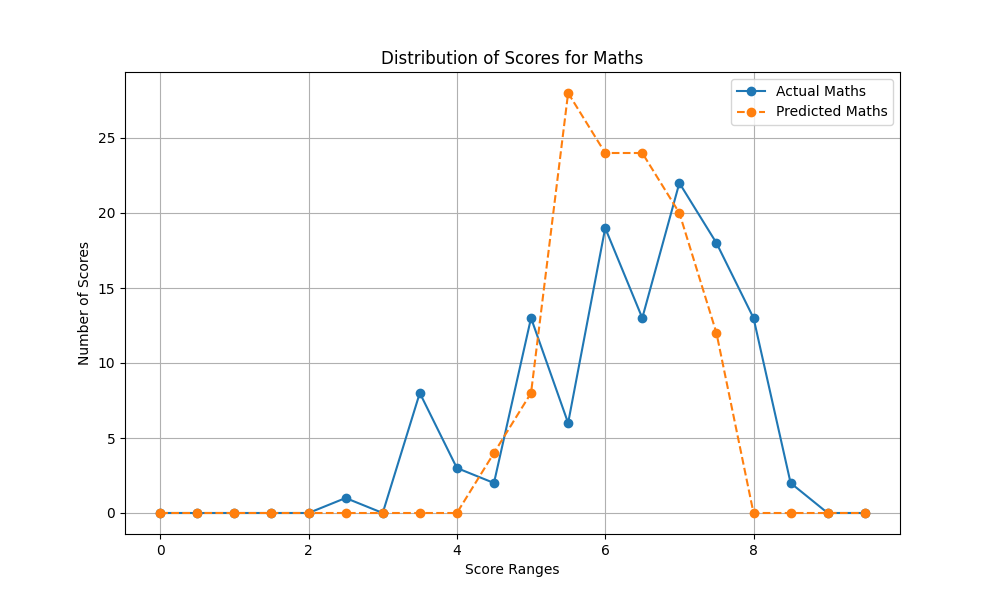 Distribution of Scores for Maths
Actual Maths
Predicted Maths
Number of Scores
25
20
15
10
5
0
0 2 4 6 8
Score Ranges